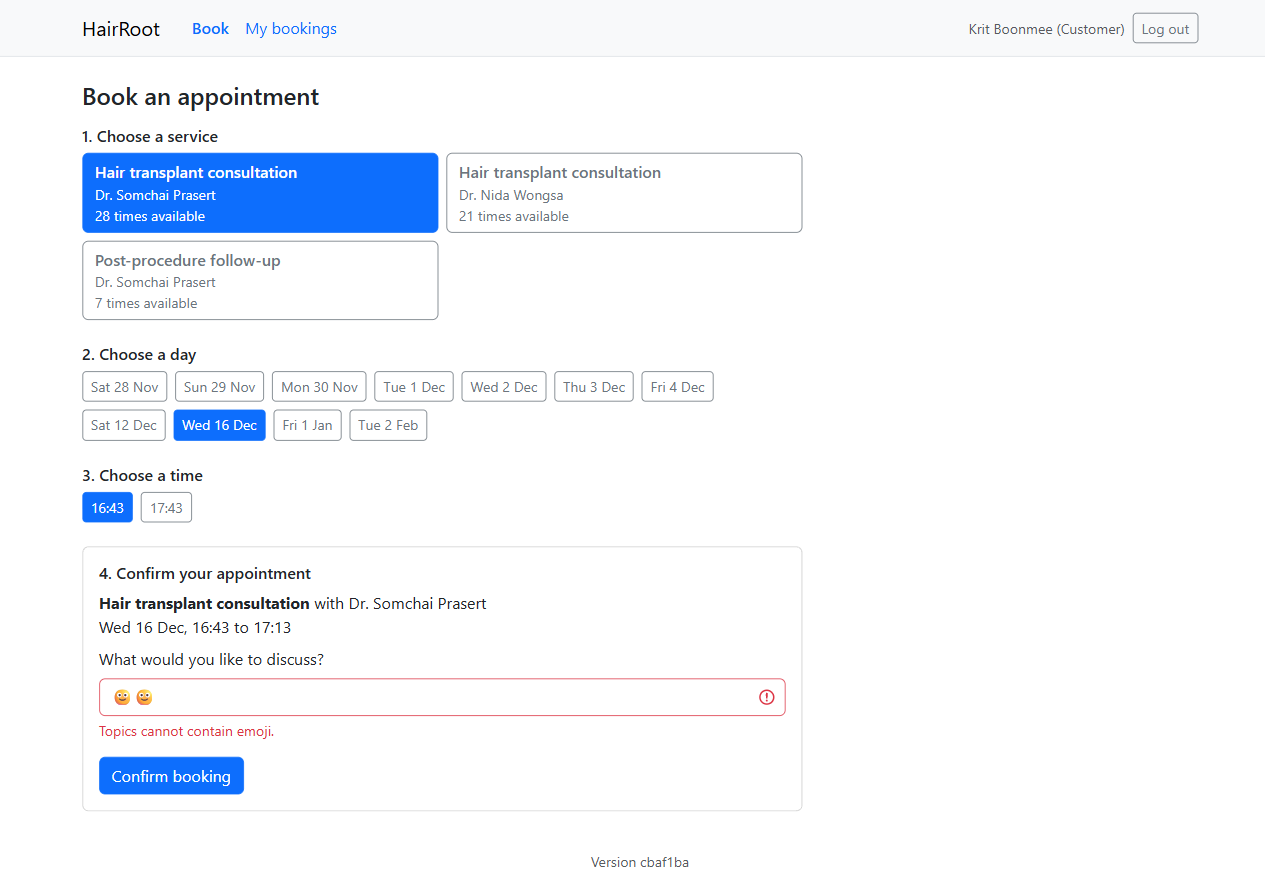 HairRoot Book My bookings Krit Boonmee (Customer) Log out
Book an appointment
1. Choose a service
Hair transplant consultation
Dr. Somchai Prasert
28 times available
Hair transplant consultation
Dr. Nida Wongsa
21 times available
Post-procedure follow-up
Dr. Somchai Prasert
7 times available
2. Choose a day
Sat 28 Nov Sun 29 Nov Mon 30 Nov Tue 1 Dec Wed 2 Dec Thu 3 Dec Fri 4 Dec
Sat 12 Dec Wed 16 Dec Fri 1 Jan Tue 2 Feb
3. Choose a time
16:43 17:43
4. Confirm your appointment
Hair transplant consultation with Dr. Somchai Prasert
Wed 16 Dec, 16:43 to 17:13
What would you like to discuss?
Topics cannot contain emoji.
Confirm booking
Version cbaf1ba